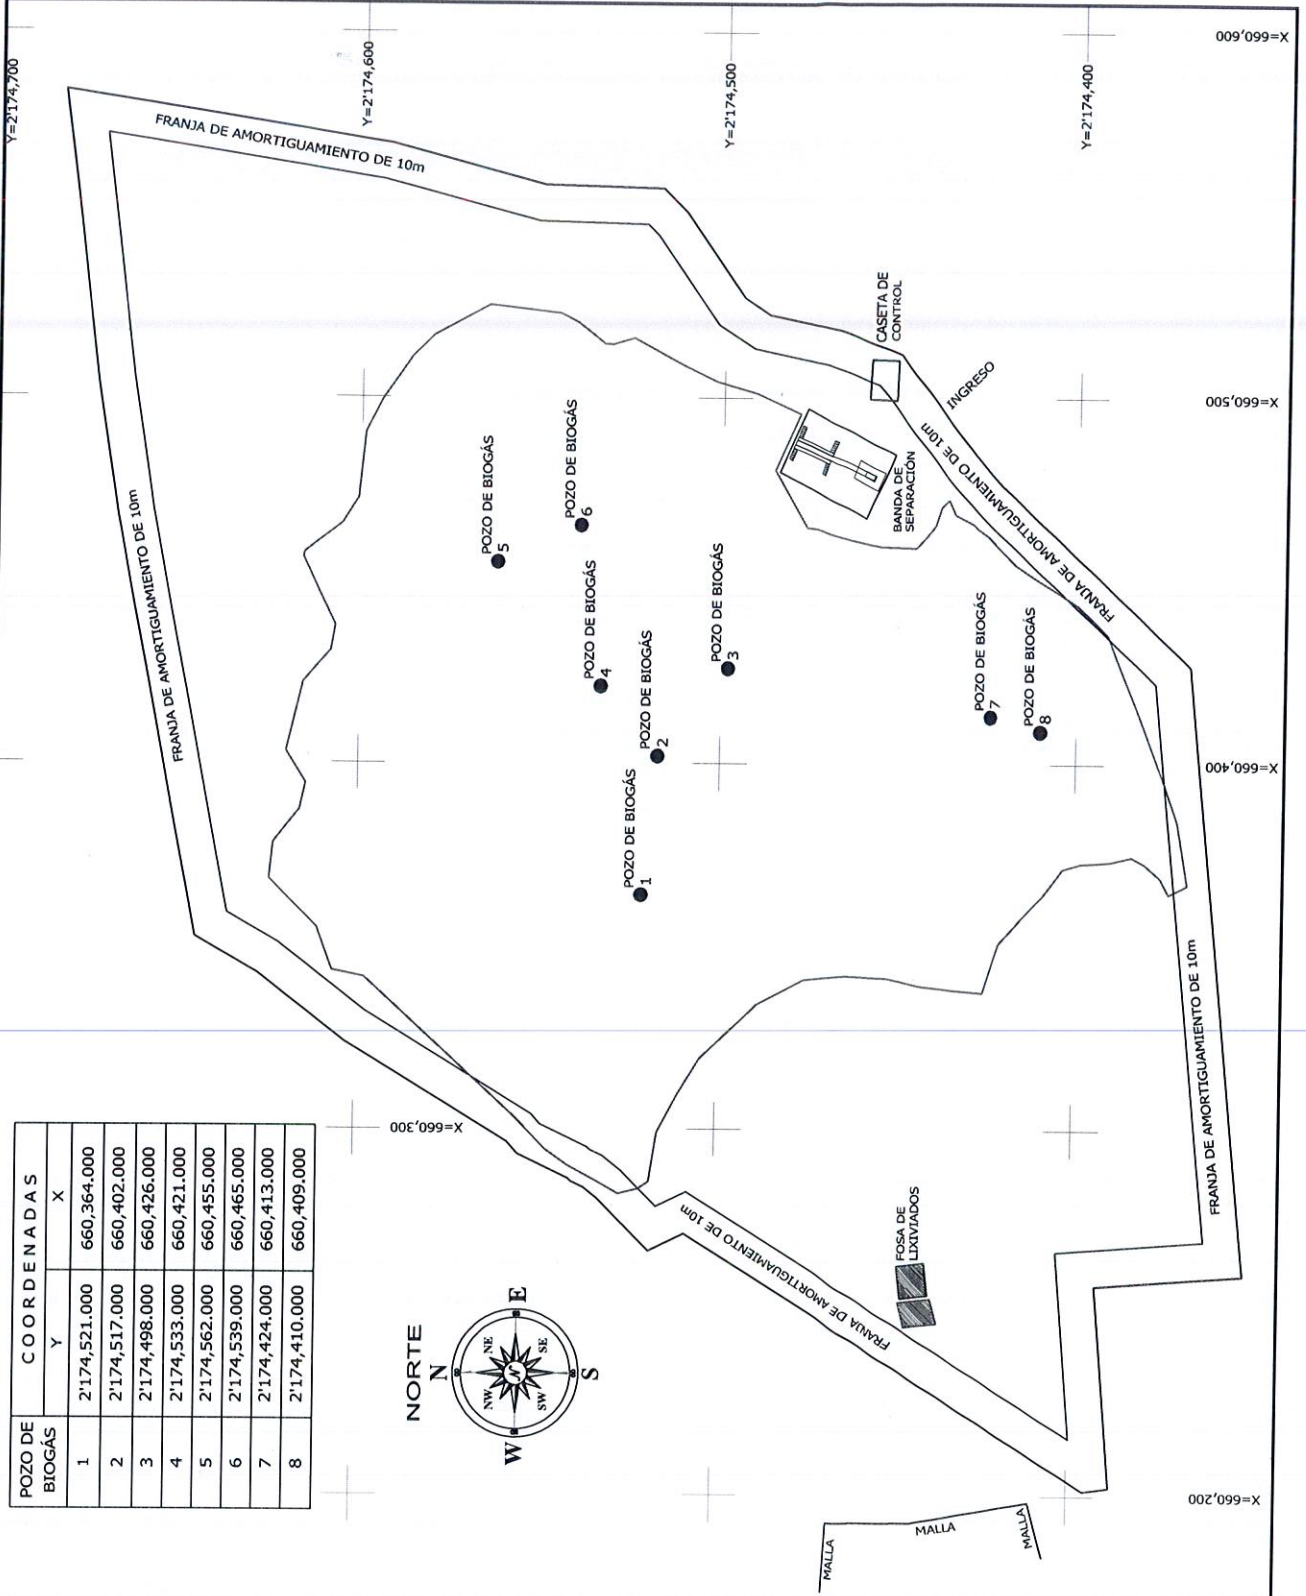 POZO DE BIOGÁS COORDENADAS
Y X
1 2'174,521.000 660,364.000
2 2'174,517.000 660,402.000
3 2'174,498.000 660,426.000
4 2'174,533.000 660,421.000
5 2'174,562.000 660,455.000
6 2'174,539.000 660,465.000
7 2'174,424.000 660,413.000
8 2'174,410.000 660,409.000
NORTE
N
NE
E
SE
S
SW
W
NW
N
Y=2'174,700
Y=2'174,600
Y=2'174,500
Y=2'174,400
X=660,600
X=660,500
X=660,400
X=660,300
X=660,200
FRANJA DE AMORTIGUAMIENTO DE 10m
FRANJA DE AMORTIGUAMIENTO DE 10m
FRANJA DE AMORTIGUAMIENTO DE 10m
FRANJA DE AMORTIGUAMIENTO DE 10m
FRANJA DE AMORTIGUAMIENTO DE 10m
POZO DE BIOGÁS
1
POZO DE BIOGÁS
2
POZO DE BIOGÁS
3
POZO DE BIOGÁS
4
POZO DE BIOGÁS
5
POZO DE BIOGÁS
6
POZO DE BIOGÁS
7
POZO DE BIOGÁS
8
CASETA DE
CONTROL
INGRESO
BANDA DE
SEPARACIÓN
FOSA DE
LIXIVIADOS
MALLA
MALLA
MALLA